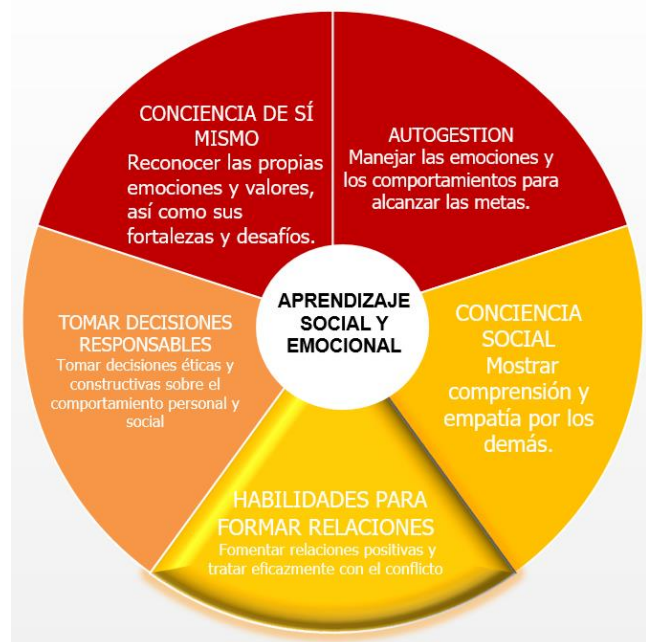 CONCIENCIA DE SÍ
MISMO
Reconocer las propias
emociones y valores,
así como sus
fortalezas y desafíos.
AUTOGESTION
Manejar las emociones y
los comportamientos para
alcanzar las metas.
APRENDIZAJE
SOCIAL Y
EMOCIONAL
TOMAR DECISIONES
RESPONSABLES
Tomar decisiones éticas y
constructivas sobre el
comportamiento personal y
social
CONCIENCIA
SOCIAL
Mostrar
comprensión y
empatía por los
demás.
HABILIDADES PARA
FORMAR RELACIONES
Fomentar relaciones positivas y
tratar eficazmente con el conflicto